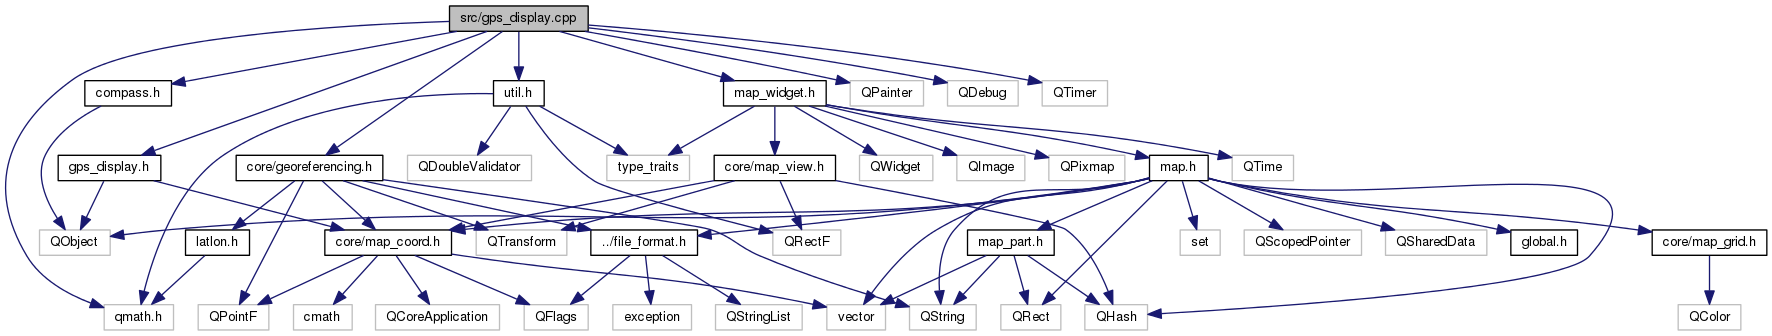 src/gps_display.cpp
compass.h
util.h
map_widget.h
QPainter
QDebug
QTimer
gps_display.h
core/georeferencing.h
QDoubleValidator
type_traits
core/map_view.h
QWidget
QImage
QPixmap
map.h
QTime
QObject
latlon.h
core/map_coord.h
QTransform
../file_format.h
QRectF
map_part.h
set
QScopedPointer
QSharedData
global.h
core/map_grid.h
qmath.h
QPointF
cmath
QCoreApplication
QFlags
exception
QStringList
vector
QString
QRect
QHash
QColor